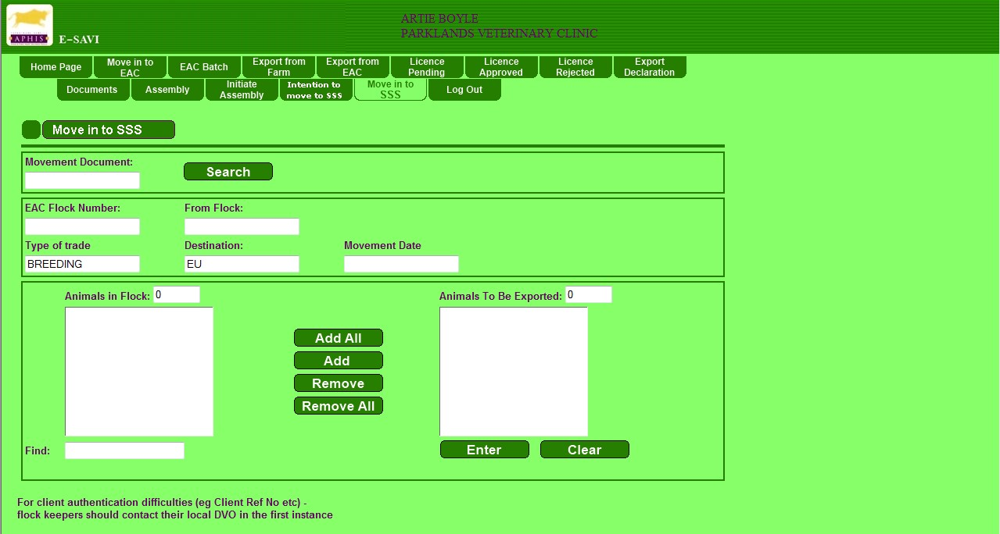 ARTIE BOYLE
PARKLANDS VETERINARY CLINIC
APHIS
E-SAVI
Home Page
Move in to EAC
EAC Batch
Export from Farm
Export from EAC
Licence Pending
Licence Approved
Licence Rejected
Export Declaration
Documents
Assembly
Initiate Assembly
Intention to move to SSS
Move in to SSS
Log Out
Move in to SSS
Movement Document:
Search
EAC Flock Number:
From Flock:
Type of trade
Destination:
Movement Date
BREEDING
EU
Animals in Flock: 0
Animals To Be Exported: 0
Add All
Add
Remove
Remove All
Find:
Enter
Clear
For client authentication difficulties (eg Client Ref No etc) -
flock keepers should contact their local DVO in the first instance